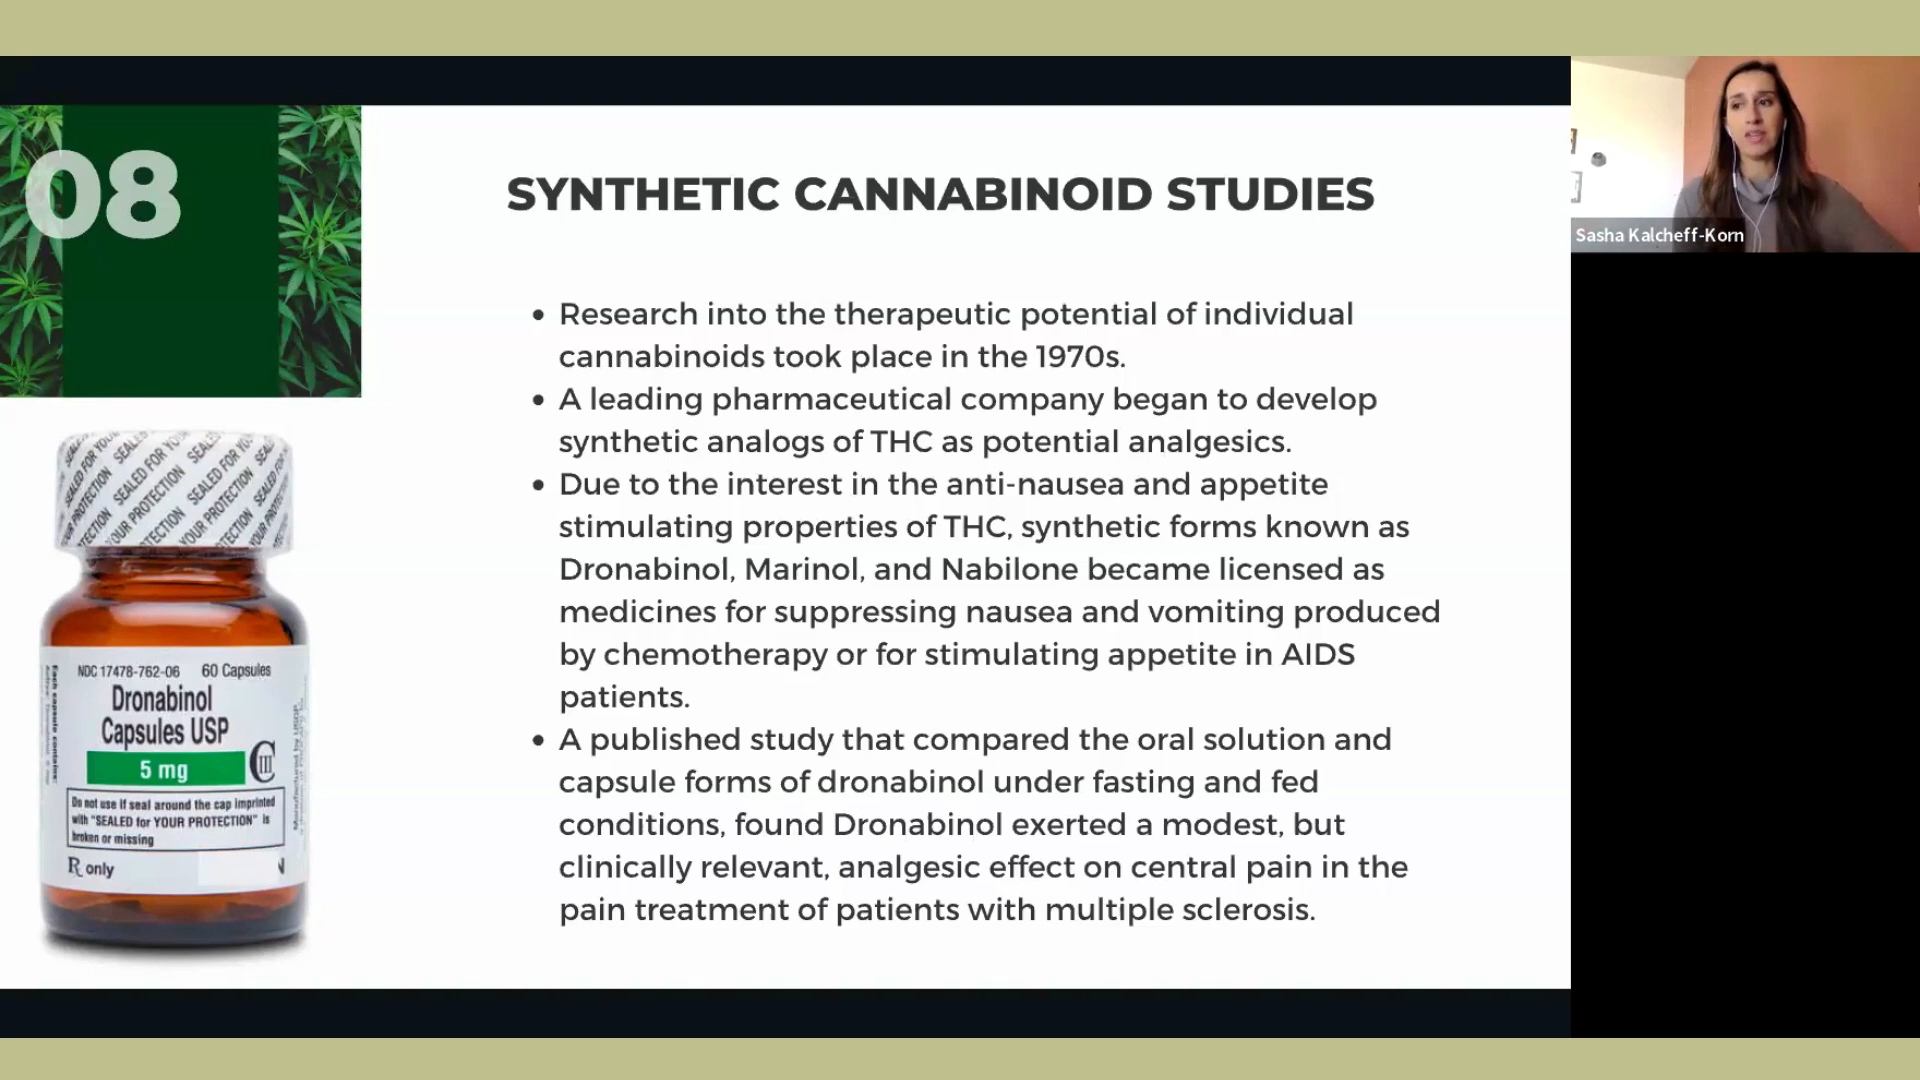 08
SYNTHETIC CANNABINOID STUDIES
• Research into the therapeutic potential of individual
cannabinoids took place in the 1970s.
• A leading pharmaceutical company began to develop
synthetic analogs of THC as potential analgesics.
• Due to the interest in the anti-nausea and appetite
stimulating properties of THC, synthetic forms known as
Dronabinol, Marinol, and Nabilone became licensed as
medicines for suppressing nausea and vomiting produced
by chemotherapy or for stimulating appetite in AIDS
patients.
• A published study that compared the oral solution and
capsule forms of dronabinol under fasting and fed
conditions, found Dronabinol exerted a modest, but
clinically relevant, analgesic effect on central pain in the
pain treatment of patients with multiple sclerosis.
SEALED FOR YOUR PROTECTION
NDC 17478-762-06 60 Capsules
Dronabinol
Capsules USP
5 mg
CIII
Do not use if seal around the cap imprinted
with "SEALED for YOUR PROTECTION" is
broken or missing
Rx only
Each capsule contains:
Sasha Kalcheff-Korn